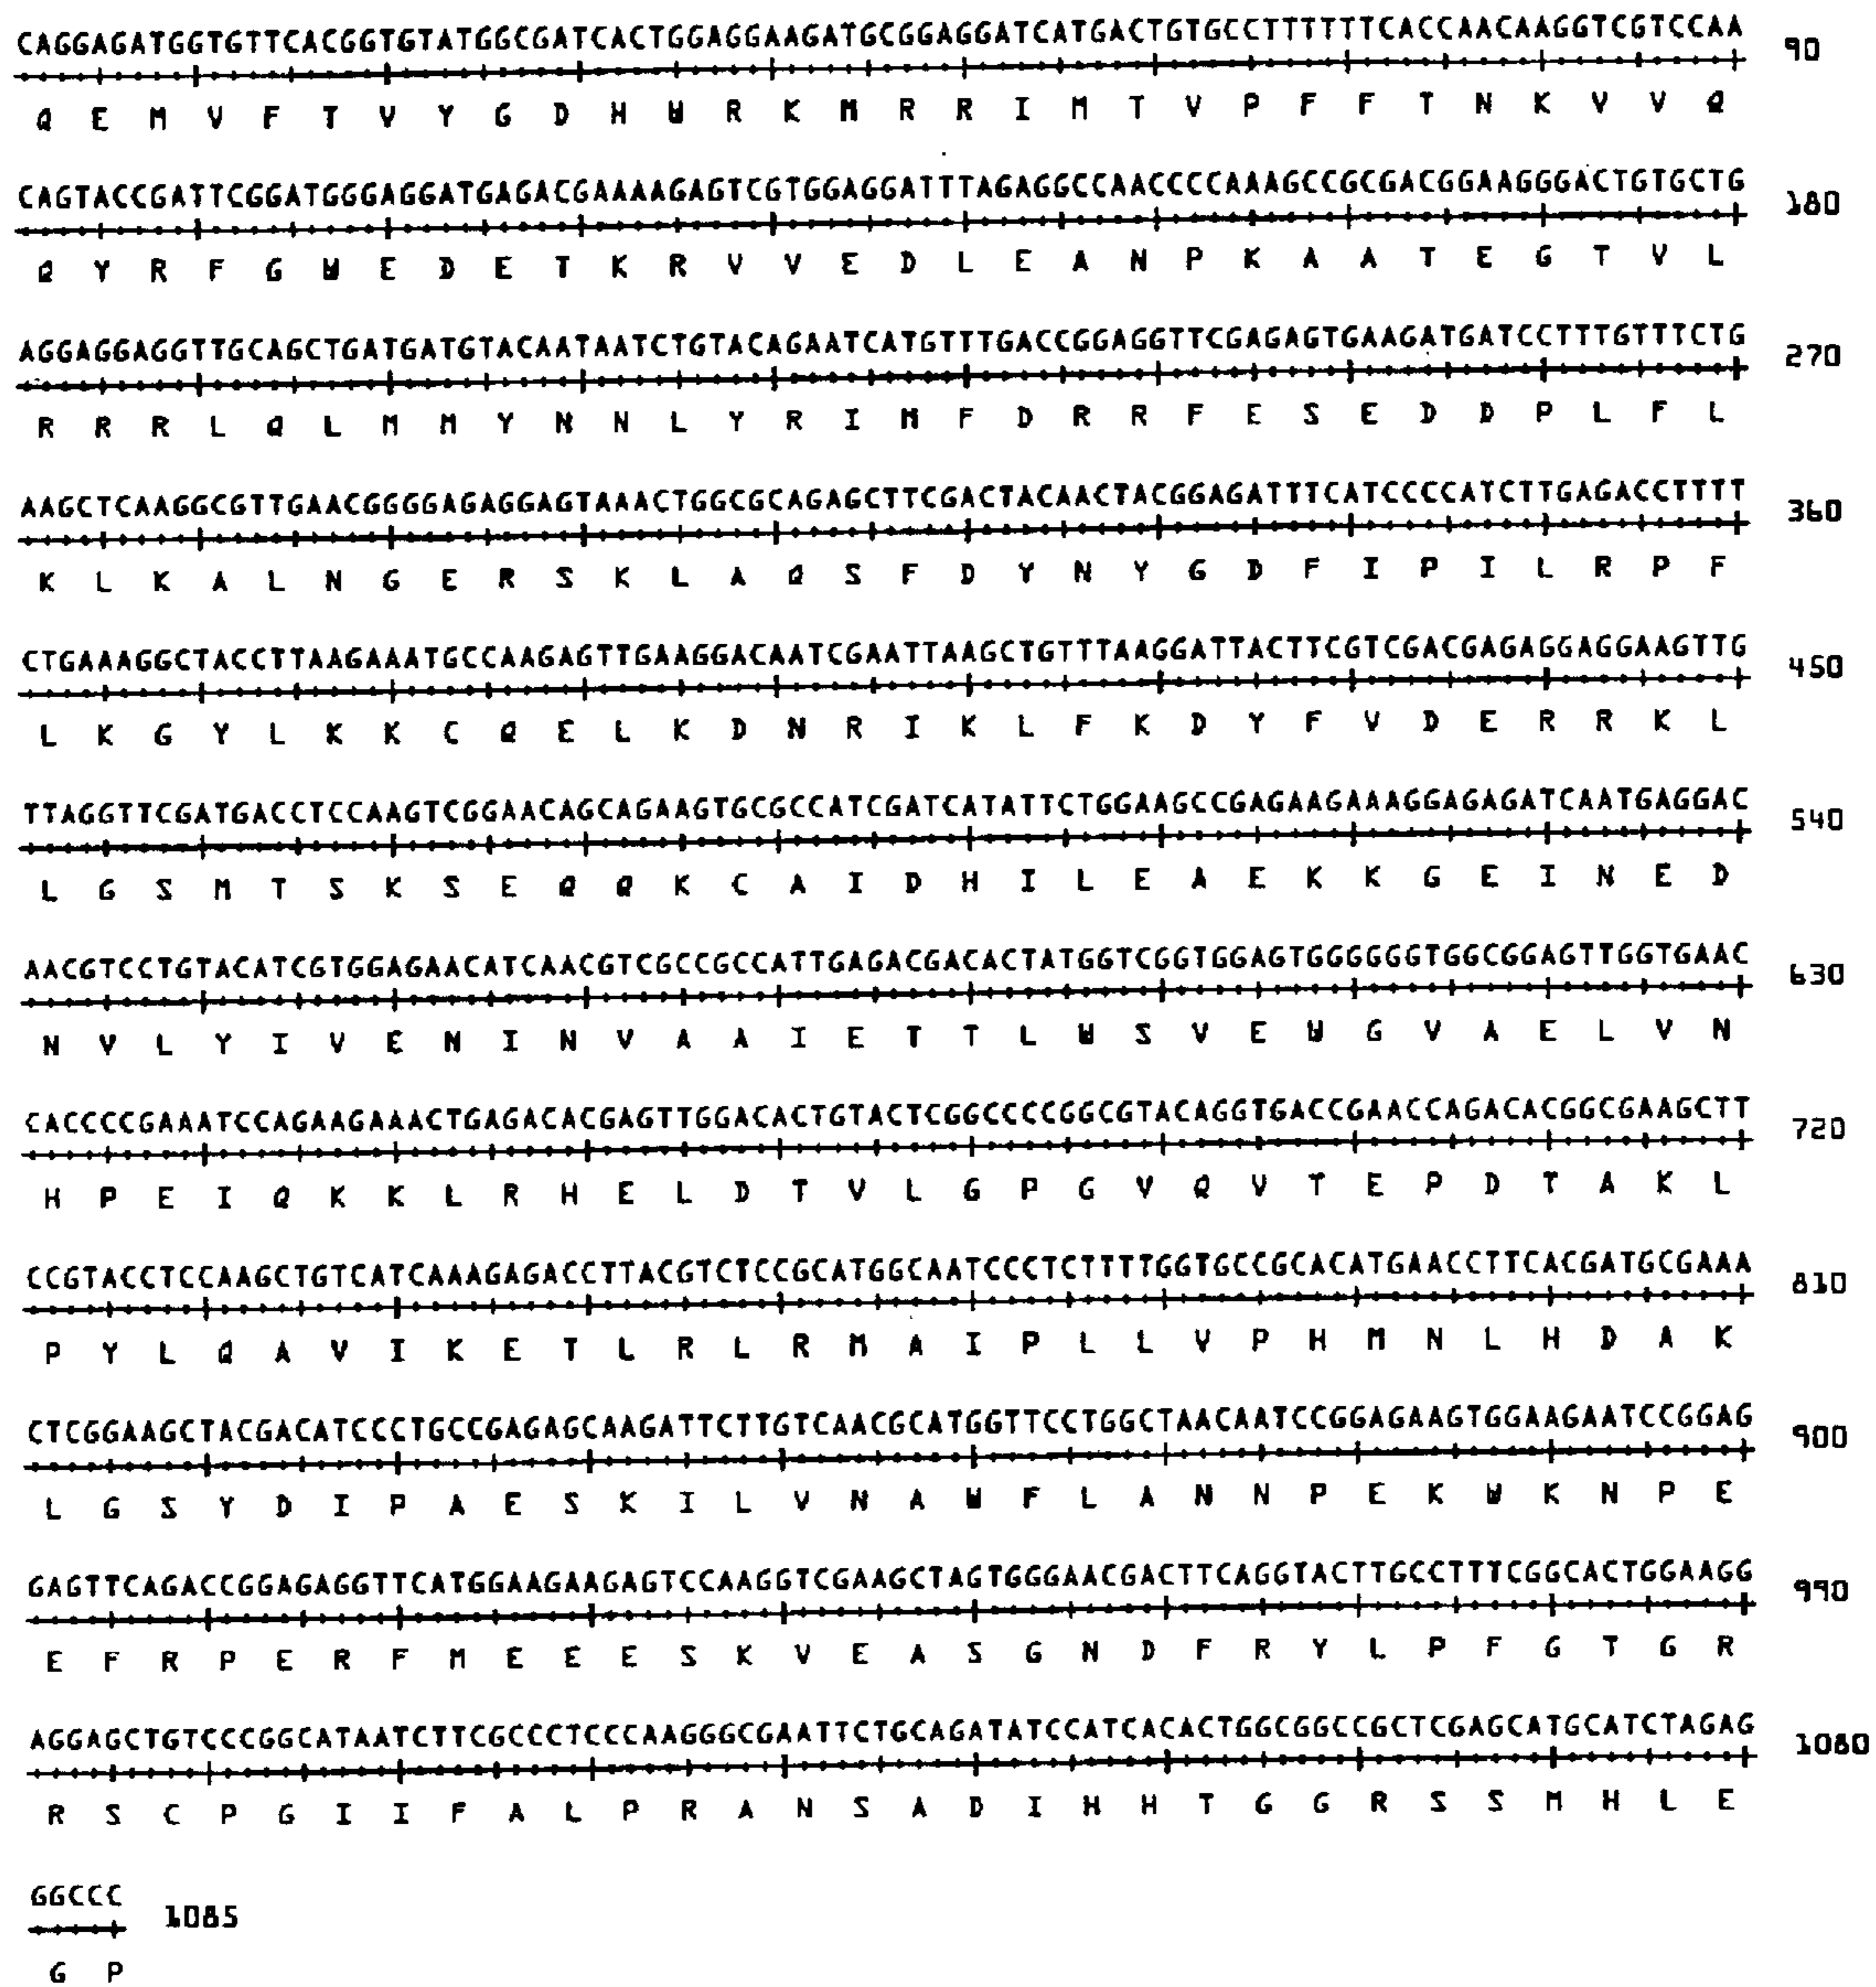 CAGGAGATGGTGTTCACGGTGTATGGCGATCACTGGAGGAAGATGCGGAGGATCATGACTGTGCCTTTTTTCACCAACAAGGTCGTCCAA 90
Q E M V F T V Y G D H W R K M R R I M T V P F F T N K V V Q
CAGTACCGATTCGGATGGGAGGATGAGACGAAAAGAGTCGTGGAGGATTTAGAGGCCAACCCCAAAGCCGCGACGGAAGGGACTGTGCTG 180
Q Y R F G W E D E T K R V V E D L E A N P K A A T E G T V L
AGGAGGAGGTTGCAGCTGATGATGTACAATAATCTGTACAGAATCATGTTTGACCGGAGGTTCGAGAGTGAAGATGATCCTTTGTTTCTG 270
R R R L Q L M M Y N N L Y R I M F D R R F E S E D D P L F L
AAGCTCAAGGCGTTGAACGGGGAGAGGAGTAAACTGGCGCAGAGCTTCGACTACAACTACGGAGATTTCATCCCCATCTTGAGACCTTTT 360
K L K A L N G E R S K L A Q S F D Y N Y G D F I P I L R P F
CTGAAAGGCTACCTTAAGAAATGCCAAGAGTTGAAGGACAATCGAATTAAGCTGTTTAAGGATTACTTCGTCGACGAGAGGAGGAAGTTG 450
L K G Y L K K C Q E L K D N R I K L F K D Y F V D E R R K L
TTAGGTTCGATGACCTCCAAGTCGGAACAGCAGAAGTGCGCCATCGATCATATTCTGGAAGCCGAGAAGAAAGGAGAGATCAATGAGGAC 540
L G S M T S K S E Q Q K C A I D H I L E A E K K G E I N E D
AACGTCCTGTACATCGTGGAGAACATCAACGTCGCCGCCATTGAGACGACACTATGGTCGGTGGAGTGGGGGGTGGCGGAGTTGGTGAAC 630
N V L Y I V E N I N V A A I E T T L W S V E W G V A E L V N
CACCCCGAAATCCAGAAGAAACTGAGACACGAGTTGGACACTGTACTCGGCCCCGGCGTACAGGTGACCGAACCAGACACGGCGAAGCTT 720
H P E I Q K K L R H E L D T V L G P G V Q V T E P D T A K L
CCGTACCTCCAAGCTGTCATCAAAGAGACCTTACGTCTCCGCATGGCAATCCCTCTTTTGGTGCCGCACATGAACCTTCACGATGCGAAA 810
P Y L Q A V I K E T L R L R M A I P L L V P H M N L H D A K
CTCGGAAGCTACGACATCCCTGCCGAGAGCAAGATTCTTGTCAACGCATGGTTCCTGGCTAACAATCCGGAGAAGTGGAAGAATCCGGAG 900
L G S Y D I P A E S K I L V N A W F L A N N P E K W K N P E
GAGTTCAGACCGGAGAGGTTCATGGAAGAAGAGTCCAAGGTCGAAGCTAGTGGGAACGACTTCAGGTACTTGCCTTTCGGCACTGGAAGG 990
E F R P E R F M E E E S K V E A S G N D F R Y L P F G T G R
AGGAGCTGTCCCGGCATAATCTTCGCCCTCCCAAGGGCGAATTCTGCAGATATCCATCACACTGGCGGCCGCTCGAGCATGCATCTAGAG 1080
R S C P G I I F A L P R A N S A D I H H T G G R S S M H L E
GGCCC 1085
G P